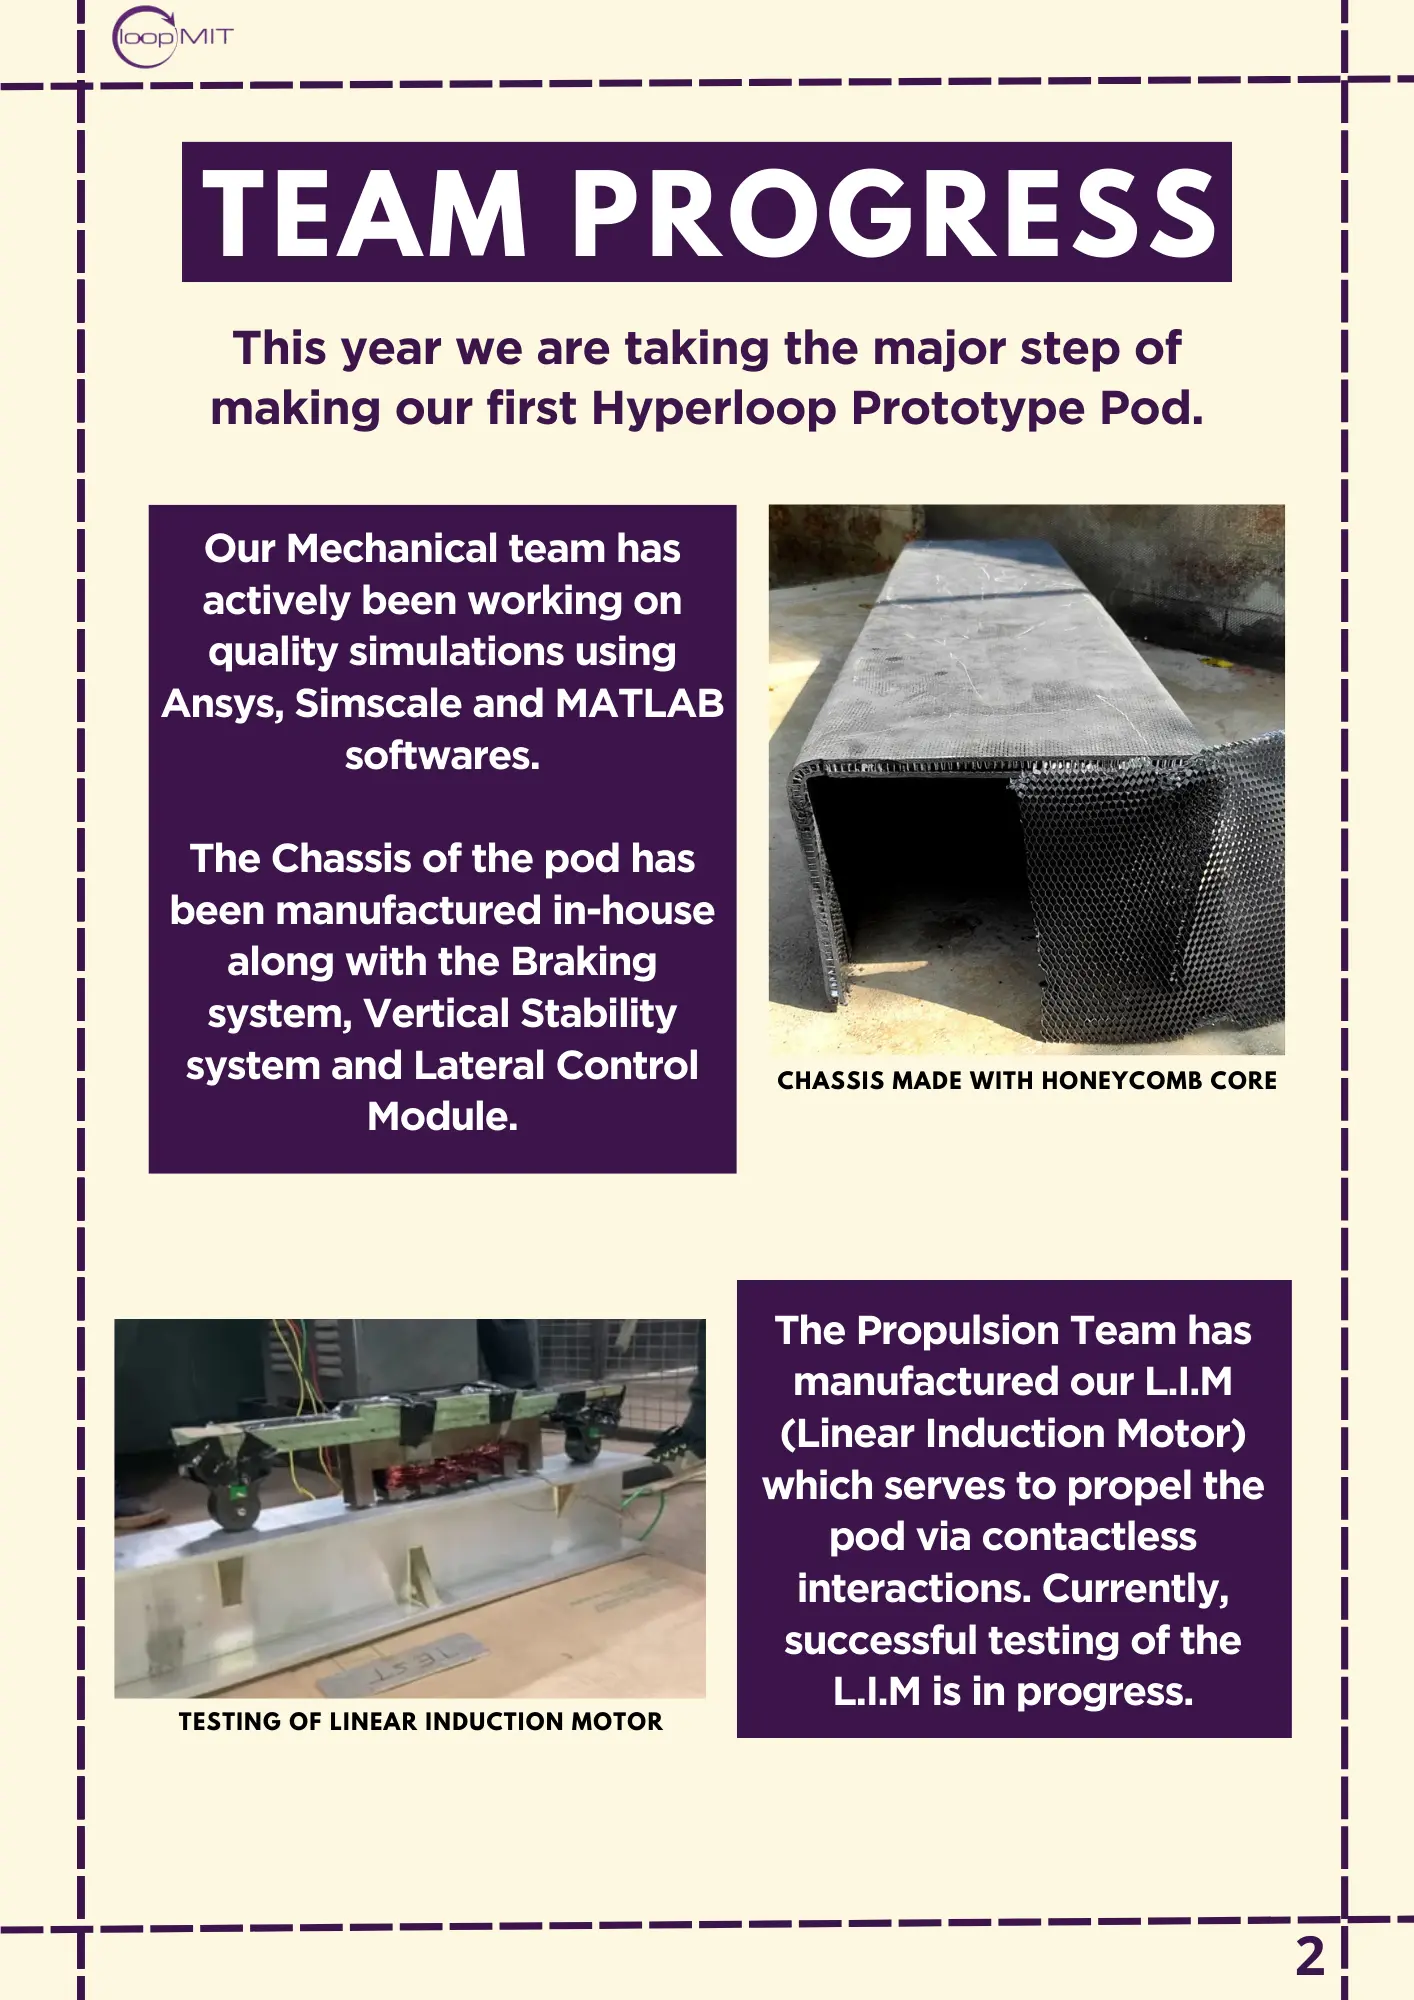 loopMIT
TEAM PROGRESS
This year we are taking the major step of
making our first Hyperloop Prototype Pod.
Our Mechanical team has
actively been working on
quality simulations using
Ansys, Simscale and MATLAB
softwares.
The Chassis of the pod has
been manufactured in-house
along with the Braking
system, Vertical Stability
system and Lateral Control
Module.
CHASSIS MADE WITH HONEYCOMB CORE
The Propulsion Team has
manufactured our L.I.M
(Linear Induction Motor)
which serves to propel the
pod via contactless
interactions. Currently,
successful testing of the
L.I.M is in progress.
TEST
TESTING OF LINEAR INDUCTION MOTOR
2